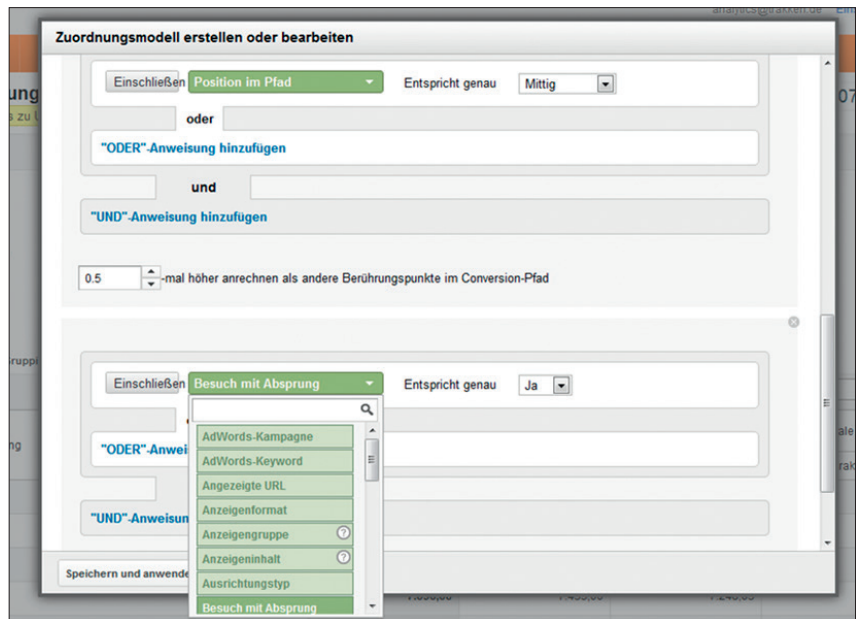 analytics@trakken.de
Zuordnungsmodell erstellen oder bearbeiten
Einschließen Position im Pfad Entspricht genau Mittig
oder
"ODER"-Anweisung hinzufügen
und
"UND"-Anweisung hinzufügen
0.5 -mal höher anrechnen als andere Berührungspunkte im Conversion-Pfad
Einschließen Besuch mit Absprung Entspricht genau Ja
"ODER"-Anwei
"UND"-Anweisun
AdWords-Kampagne
AdWords-Keyword
Angezeigte URL
Anzeigenformat
Anzeigengruppe ?
Anzeigeninhalt ?
Ausrichtungstyp
Besuch mit Absprung
Speichern und anwende